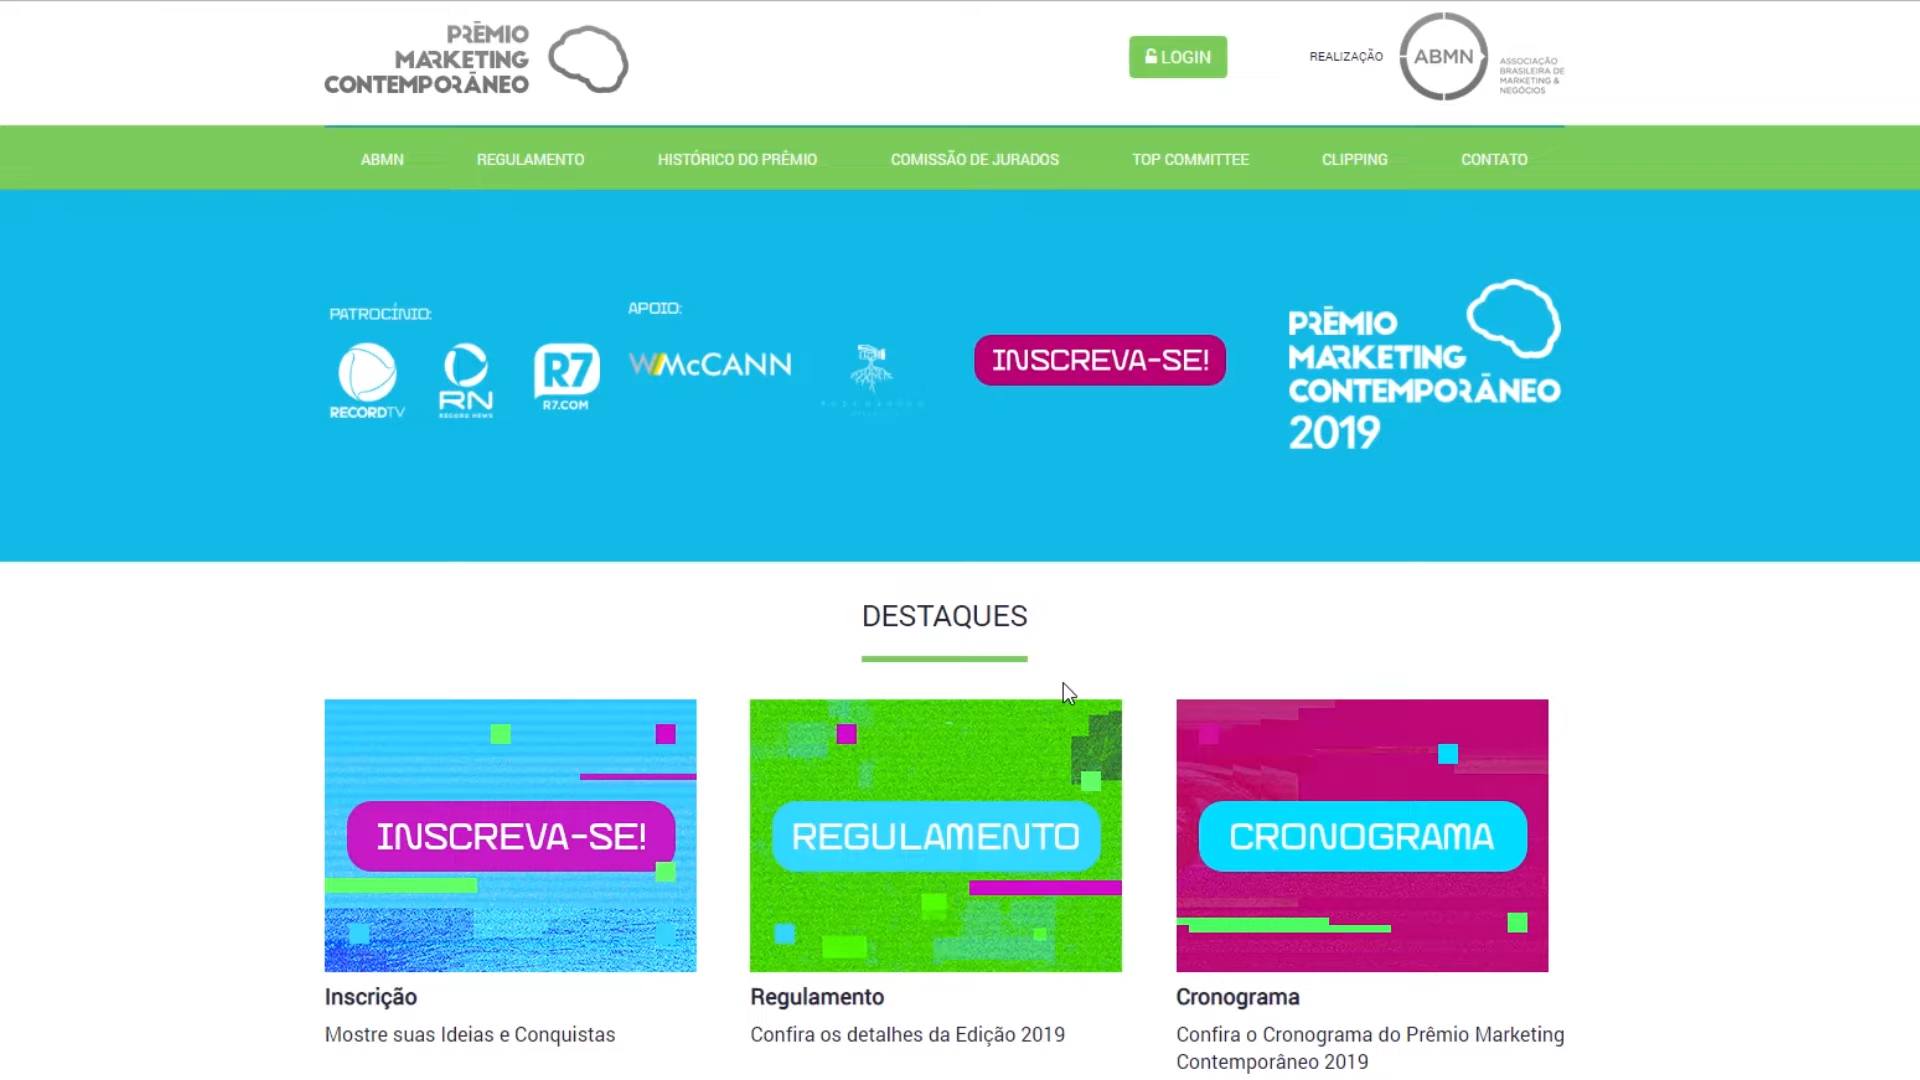 PRÊMIO
MARKETING
CONTEMPORÂNEO
LOGIN
REALIZAÇÃO
ABMN
ASSOCIAÇÃO
BRASILEIRA DE
MARKETING &
NEGÓCIOS
ABMN REGULAMENTO HISTÓRICO DO PRÊMIO COMISSÃO DE JURADOS TOP COMMITTEE CLIPPING CONTATO
PATROCÍNIO:
RECORDTV
RN
RECORD NEWS
R7
R7.COM
APOIO:
W/McCANN
INSCREVA-SE!
PRÊMIO
MARKETING
CONTEMPORÂNEO
2019
DESTAQUES
INSCREVA-SE!
REGULAMENTO
CRONOGRAMA
Inscrição
Mostre suas Ideias e Conquistas
Regulamento
Confira os detalhes da Edição 2019
Cronograma
Confira o Cronograma do Prêmio Marketing
Contemporâneo 2019